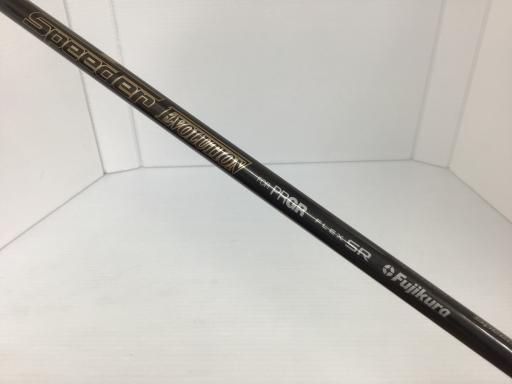 Speeder EVOLUTION FOR PRGR FLEX SR Fujikura